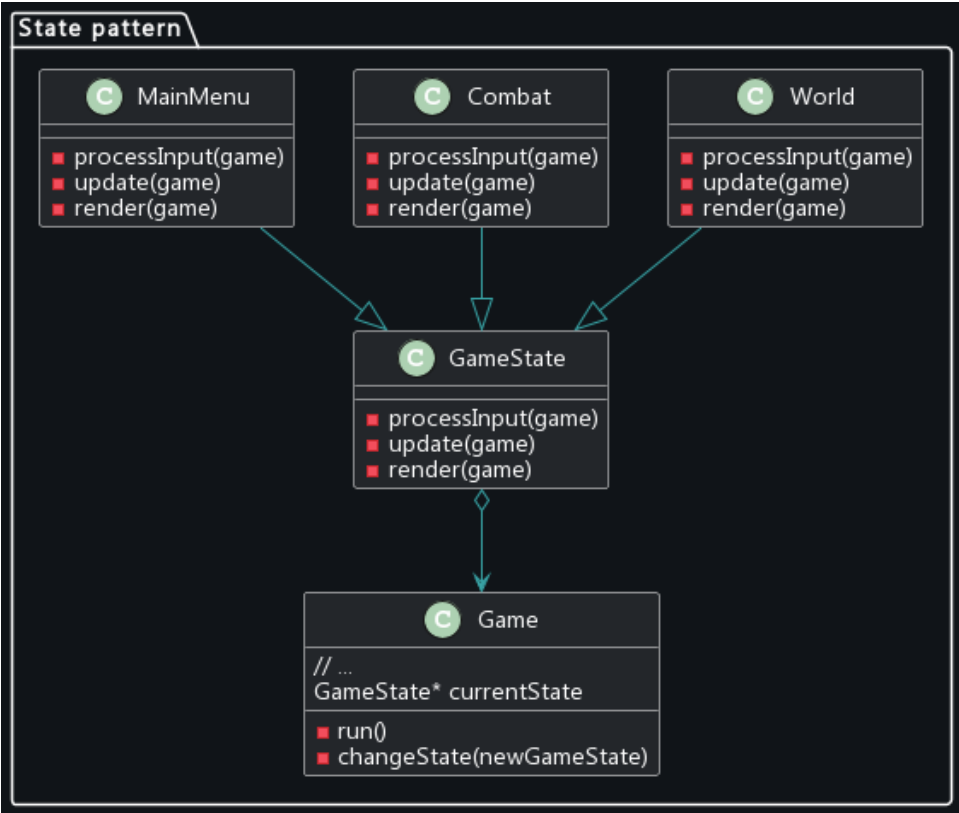 State pattern
C MainMenu
processInput(game)
update(game)
render(game)
C Combat
processInput(game)
update(game)
render(game)
C World
processInput(game)
update(game)
render(game)
C GameState
processInput(game)
update(game)
render(game)
C Game
// ...
GameState* currentState
run()
changeState(newGameState)